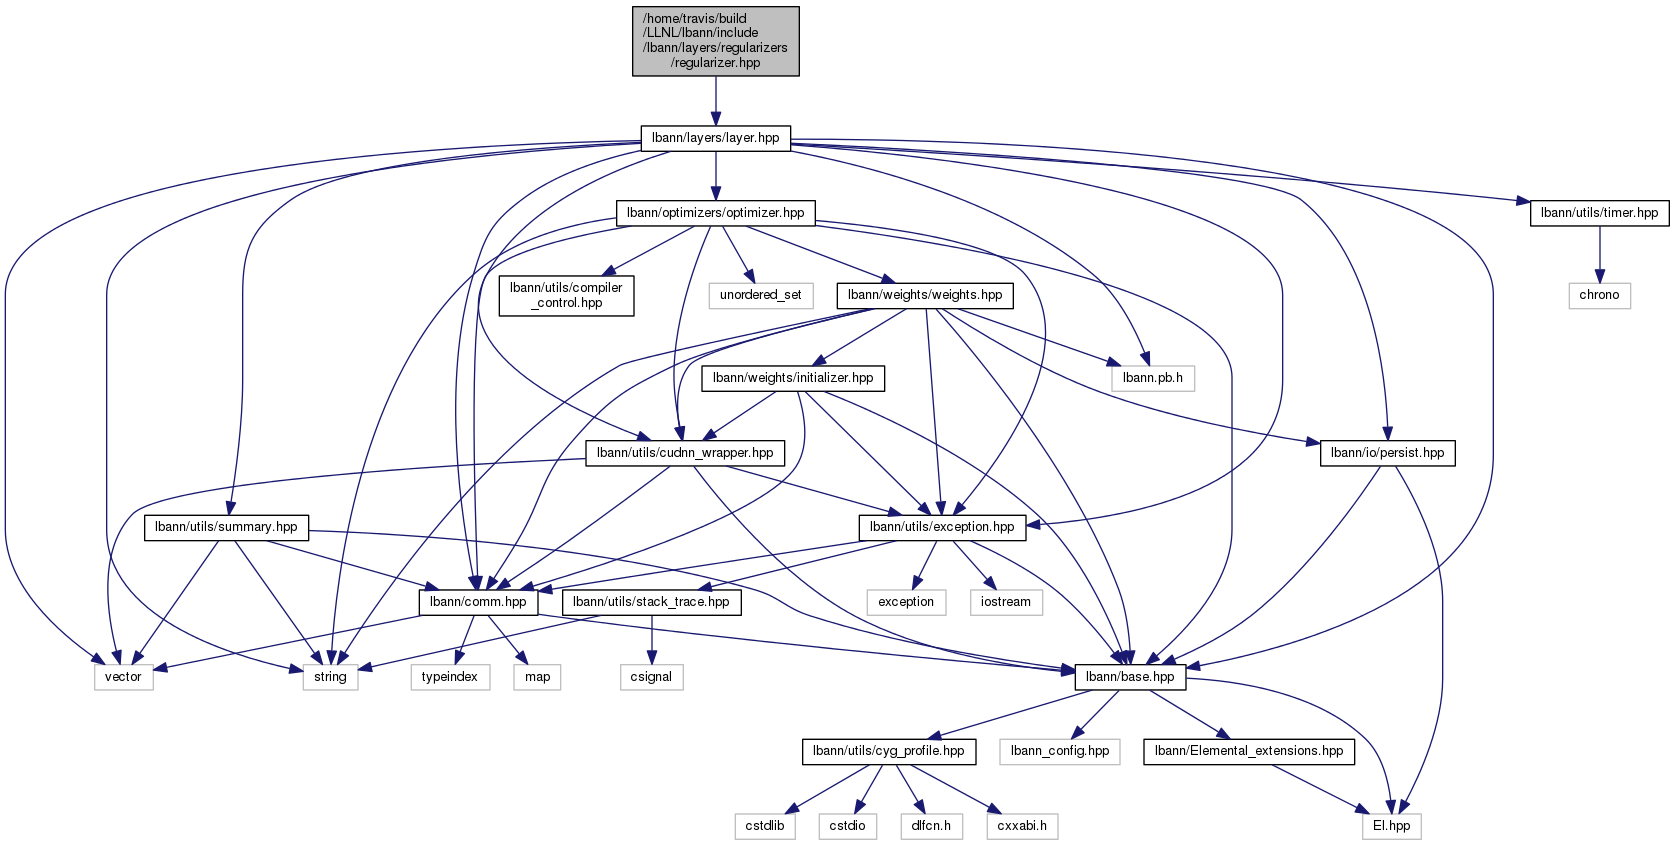 /home/travis/build
/LLNL/lbann/include
/lbann/layers/regularizers
/regularizer.hpp
lbann/layers/layer.hpp
lbann/optimizers/optimizer.hpp
lbann/utils/timer.hpp
lbann/utils/compiler
_control.hpp
unordered_set
lbann/weights/weights.hpp
chrono
lbann/weights/initializer.hpp
lbann.pb.h
lbann/utils/cudnn_wrapper.hpp
lbann/io/persist.hpp
lbann/utils/summary.hpp
lbann/utils/exception.hpp
lbann/comm.hpp
lbann/utils/stack_trace.hpp
exception
iostream
vector
string
typeindex
map
csignal
lbann/base.hpp
lbann/utils/cyg_profile.hpp
lbann_config.hpp
lbann/Elemental_extensions.hpp
cstdlib
cstdio
dlfcn.h
cxxabi.h
El.hpp